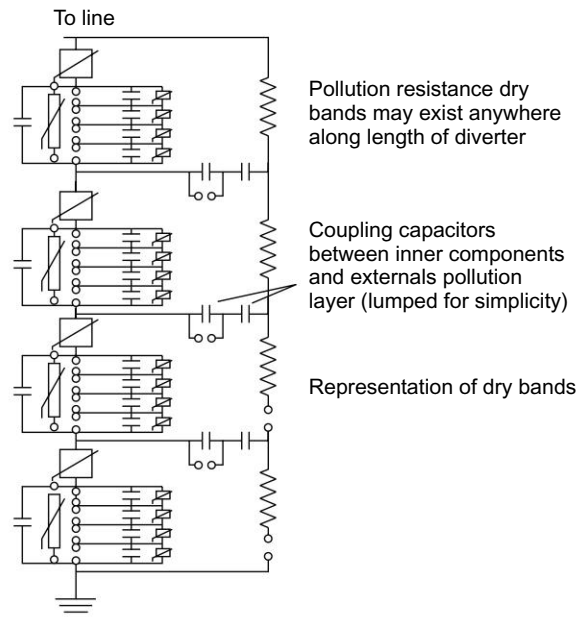 To line
Pollution resistance dry
bands may exist anywhere
along length of diverter
Coupling capacitors
between inner components
and externals pollution
layer (lumped for simplicity)
Representation of dry bands